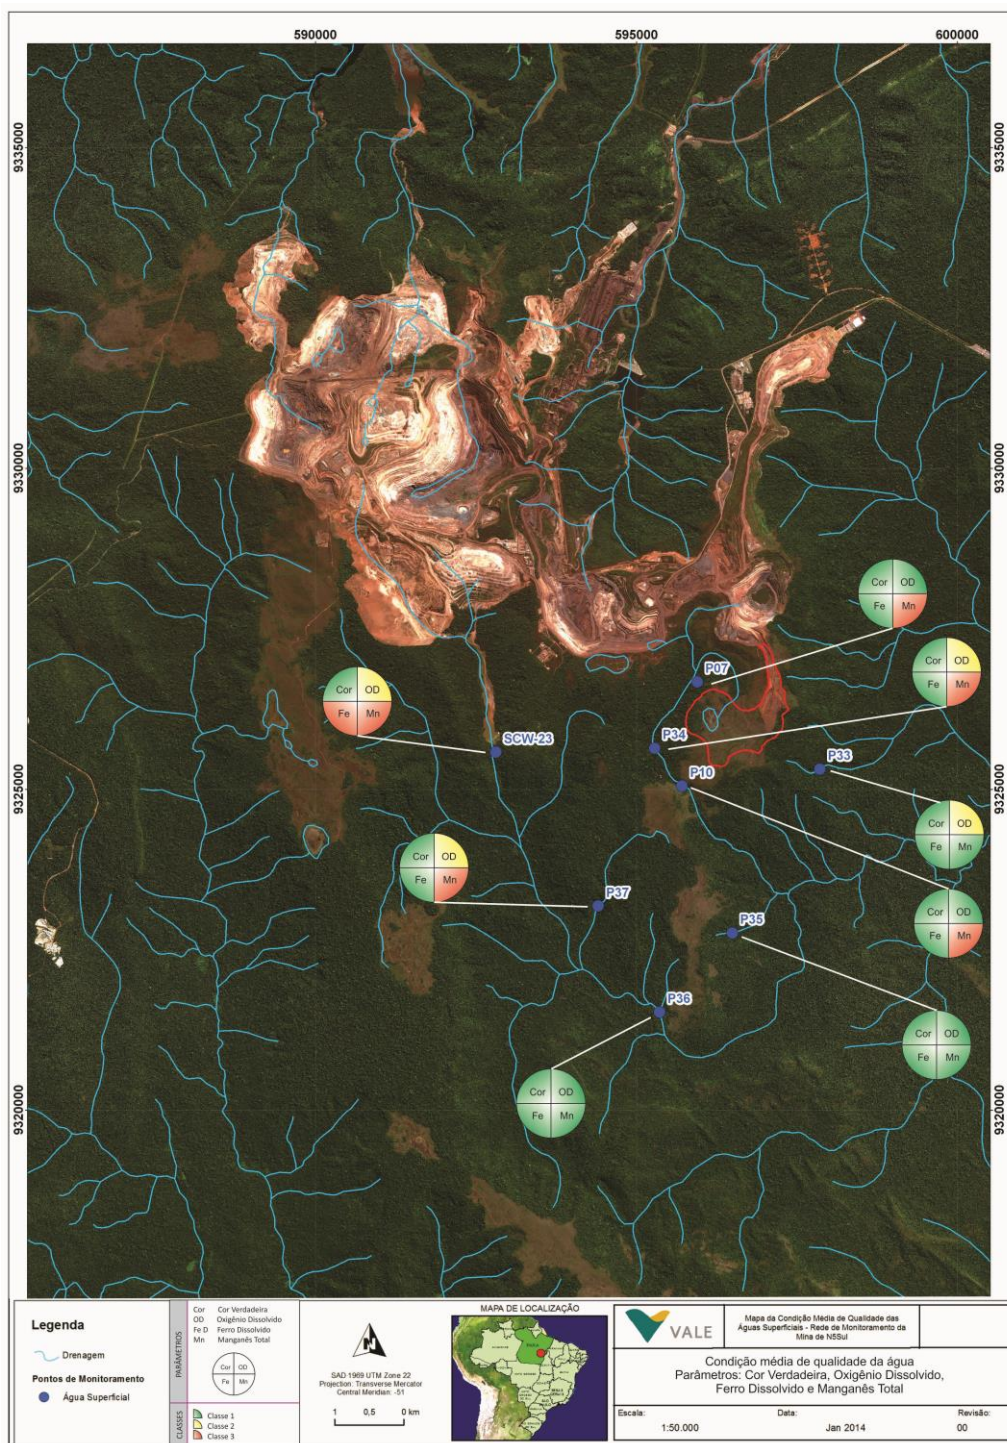 590000
595000
600000
9335000
9335000
9330000
9330000
Cor OD
Fe Mn
P07
Cor OD
Fe Mn
Cor OD
Fe Mn
SCW-23
P34
P33
P10
9325000
9325000
Cor OD
Fe Mn
Cor OD
Fe Mn
P37
Cor OD
Fe Mn
P35
P36
Cor OD
Fe Mn
Cor OD
Fe Mn
9320000
9320000
Legenda
Drenagem
Pontos de Monitoramento
Água Superficial
PARÂMETROS
Cor Cor Verdadeira
OD Oxigênio Dissolvido
Fe D Ferro Dissolvido
Mn Manganês Total
Cor OD
Fe Mn
CLASSES
Classe 1
Classe 2
Classe 3
N
SAD 1969 UTM Zone 22
Projection: Transverse Mercator
Central Meridian -51
1 0,5 0 km
MAPA DE LOCALIZAÇÃO
VALE
Mapa da Condição Média de Qualidade das
Águas Superficiais - Rede de Monitoramento da
Mina de N5Sul
Condição média de qualidade da água
Parâmetros: Cor Verdadeira, Oxigênio Dissolvido,
Ferro Dissolvido e Manganês Total
Escala:
1:50.000
Data:
Jan 2014
Revisão:
00